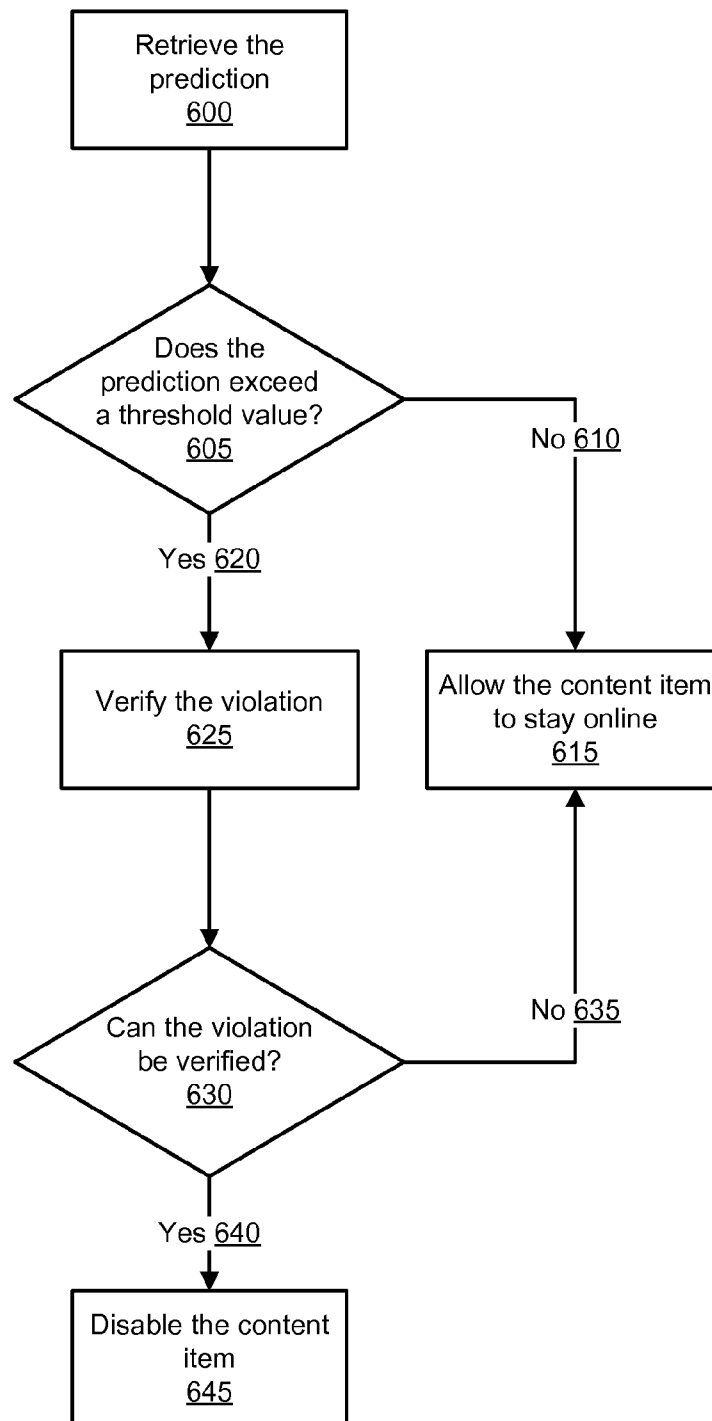 Retrieve the
prediction
600
Does the
prediction exceed
a threshold value?
605
No 610
Yes 620
Verify the violation
625
Allow the content item
to stay online
615
Can the violation
be verified?
630
No 635
Yes 640
Disable the content
item
645